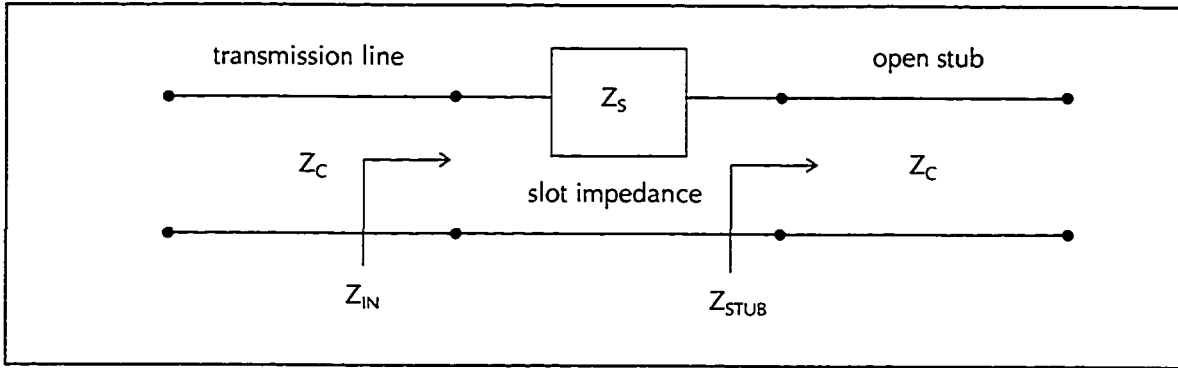 transmission line
open stub
Z_S
Z_C
Z_C
slot impedance
Z_IN
Z_STUB